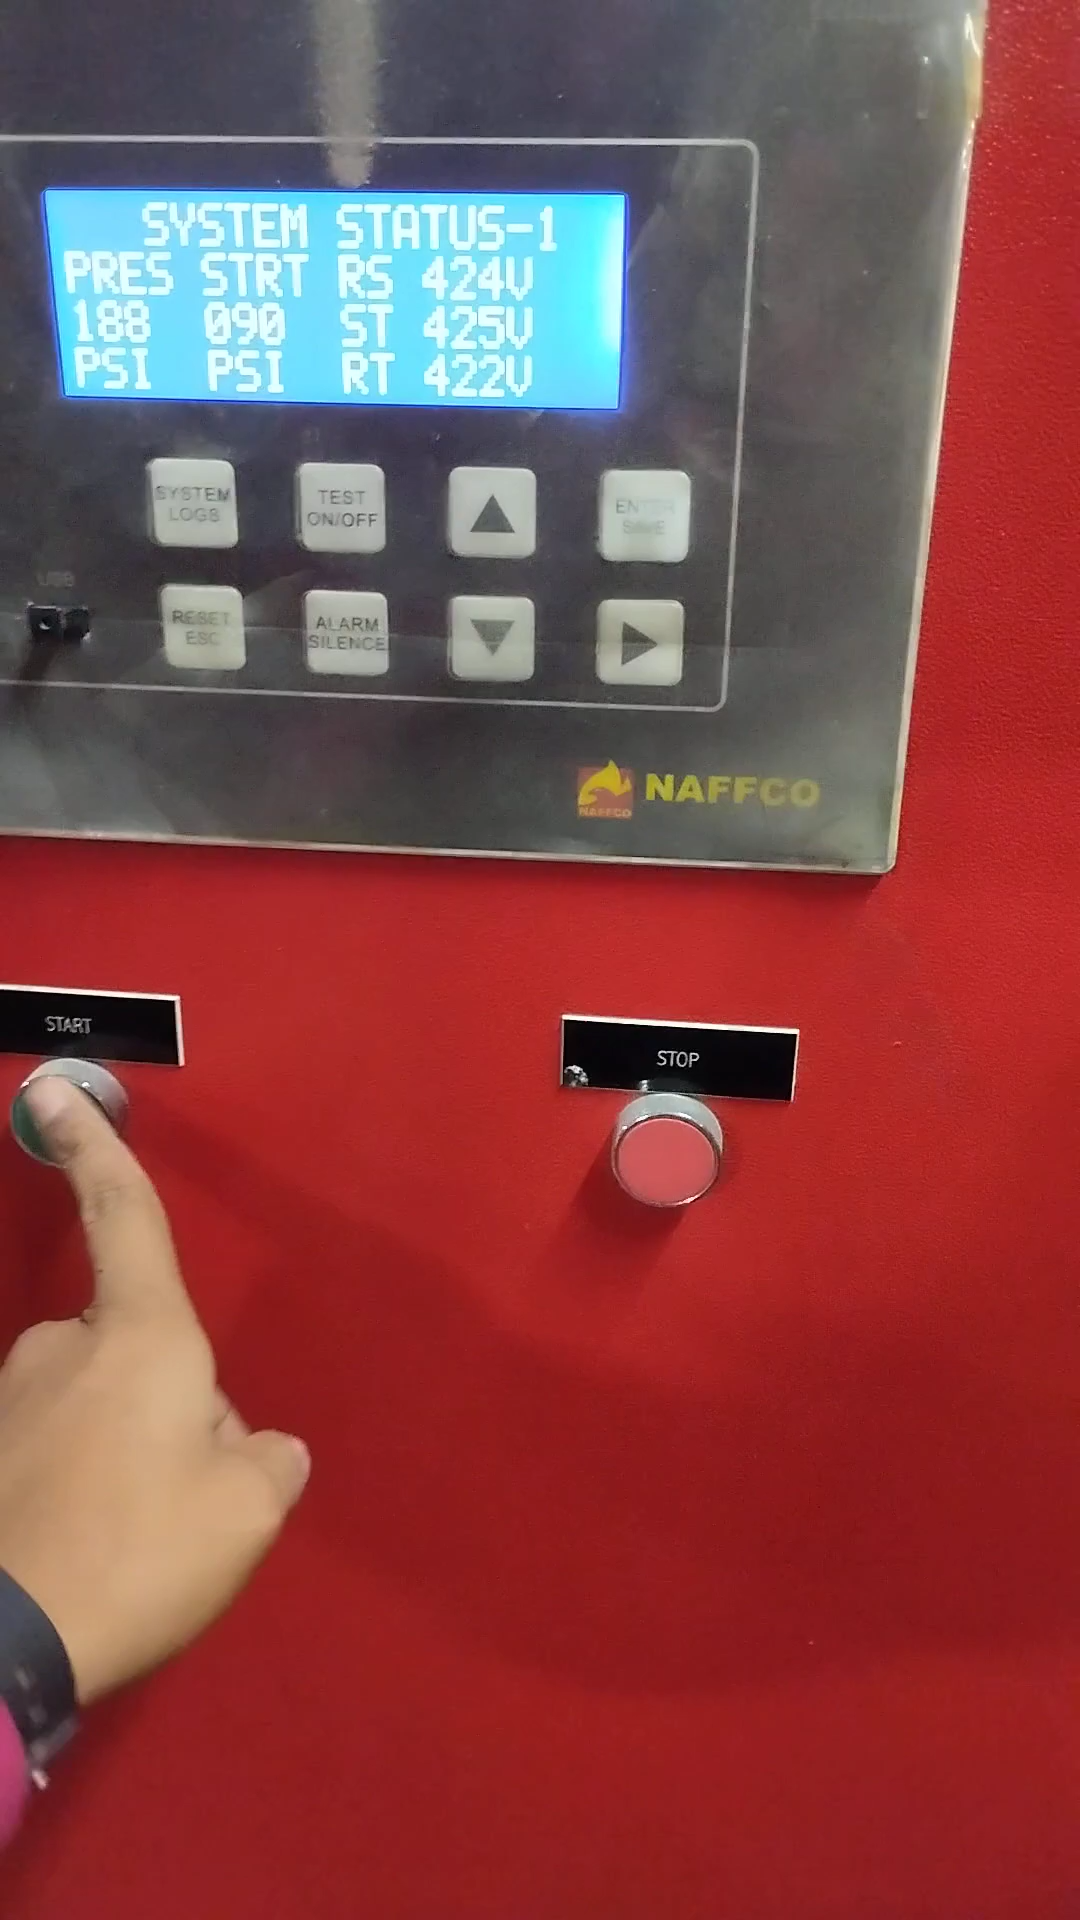 SYSTEM STATUS-1
PRES STRT RS 424V
188 090 ST 425V
PSI PSI RT 422V
SYSTEM
LOGS
TEST
ON/OFF
ENTER
SAVE
USB
RESET
ESC
ALARM
SILENCE
NAFFCO
NAFFCO
START
STOP